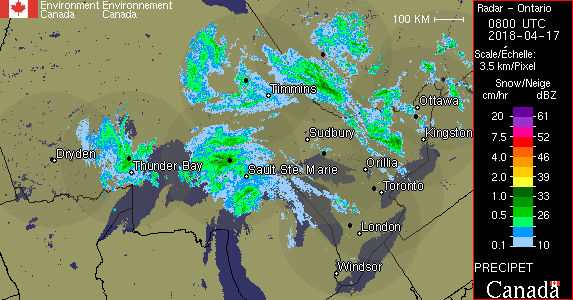 Environment Environnement
Canada Canada
100 KM
Timmins
Ottawa
Sudbury
Kingston
Dryden
Thunder Bay
Sault Ste. Marie
Orillia
Toronto
London
Windsor
Radar - Ontario
0800 UTC
2018-04-17
Scale/Échelle:
3.5 km/Pixel
Snow/Neige
cm/hr dBZ
20 61
7.5 52
4.0 46
2.0 39
1.0 33
0.5 26
0.1 10
PRECIPET
Canada